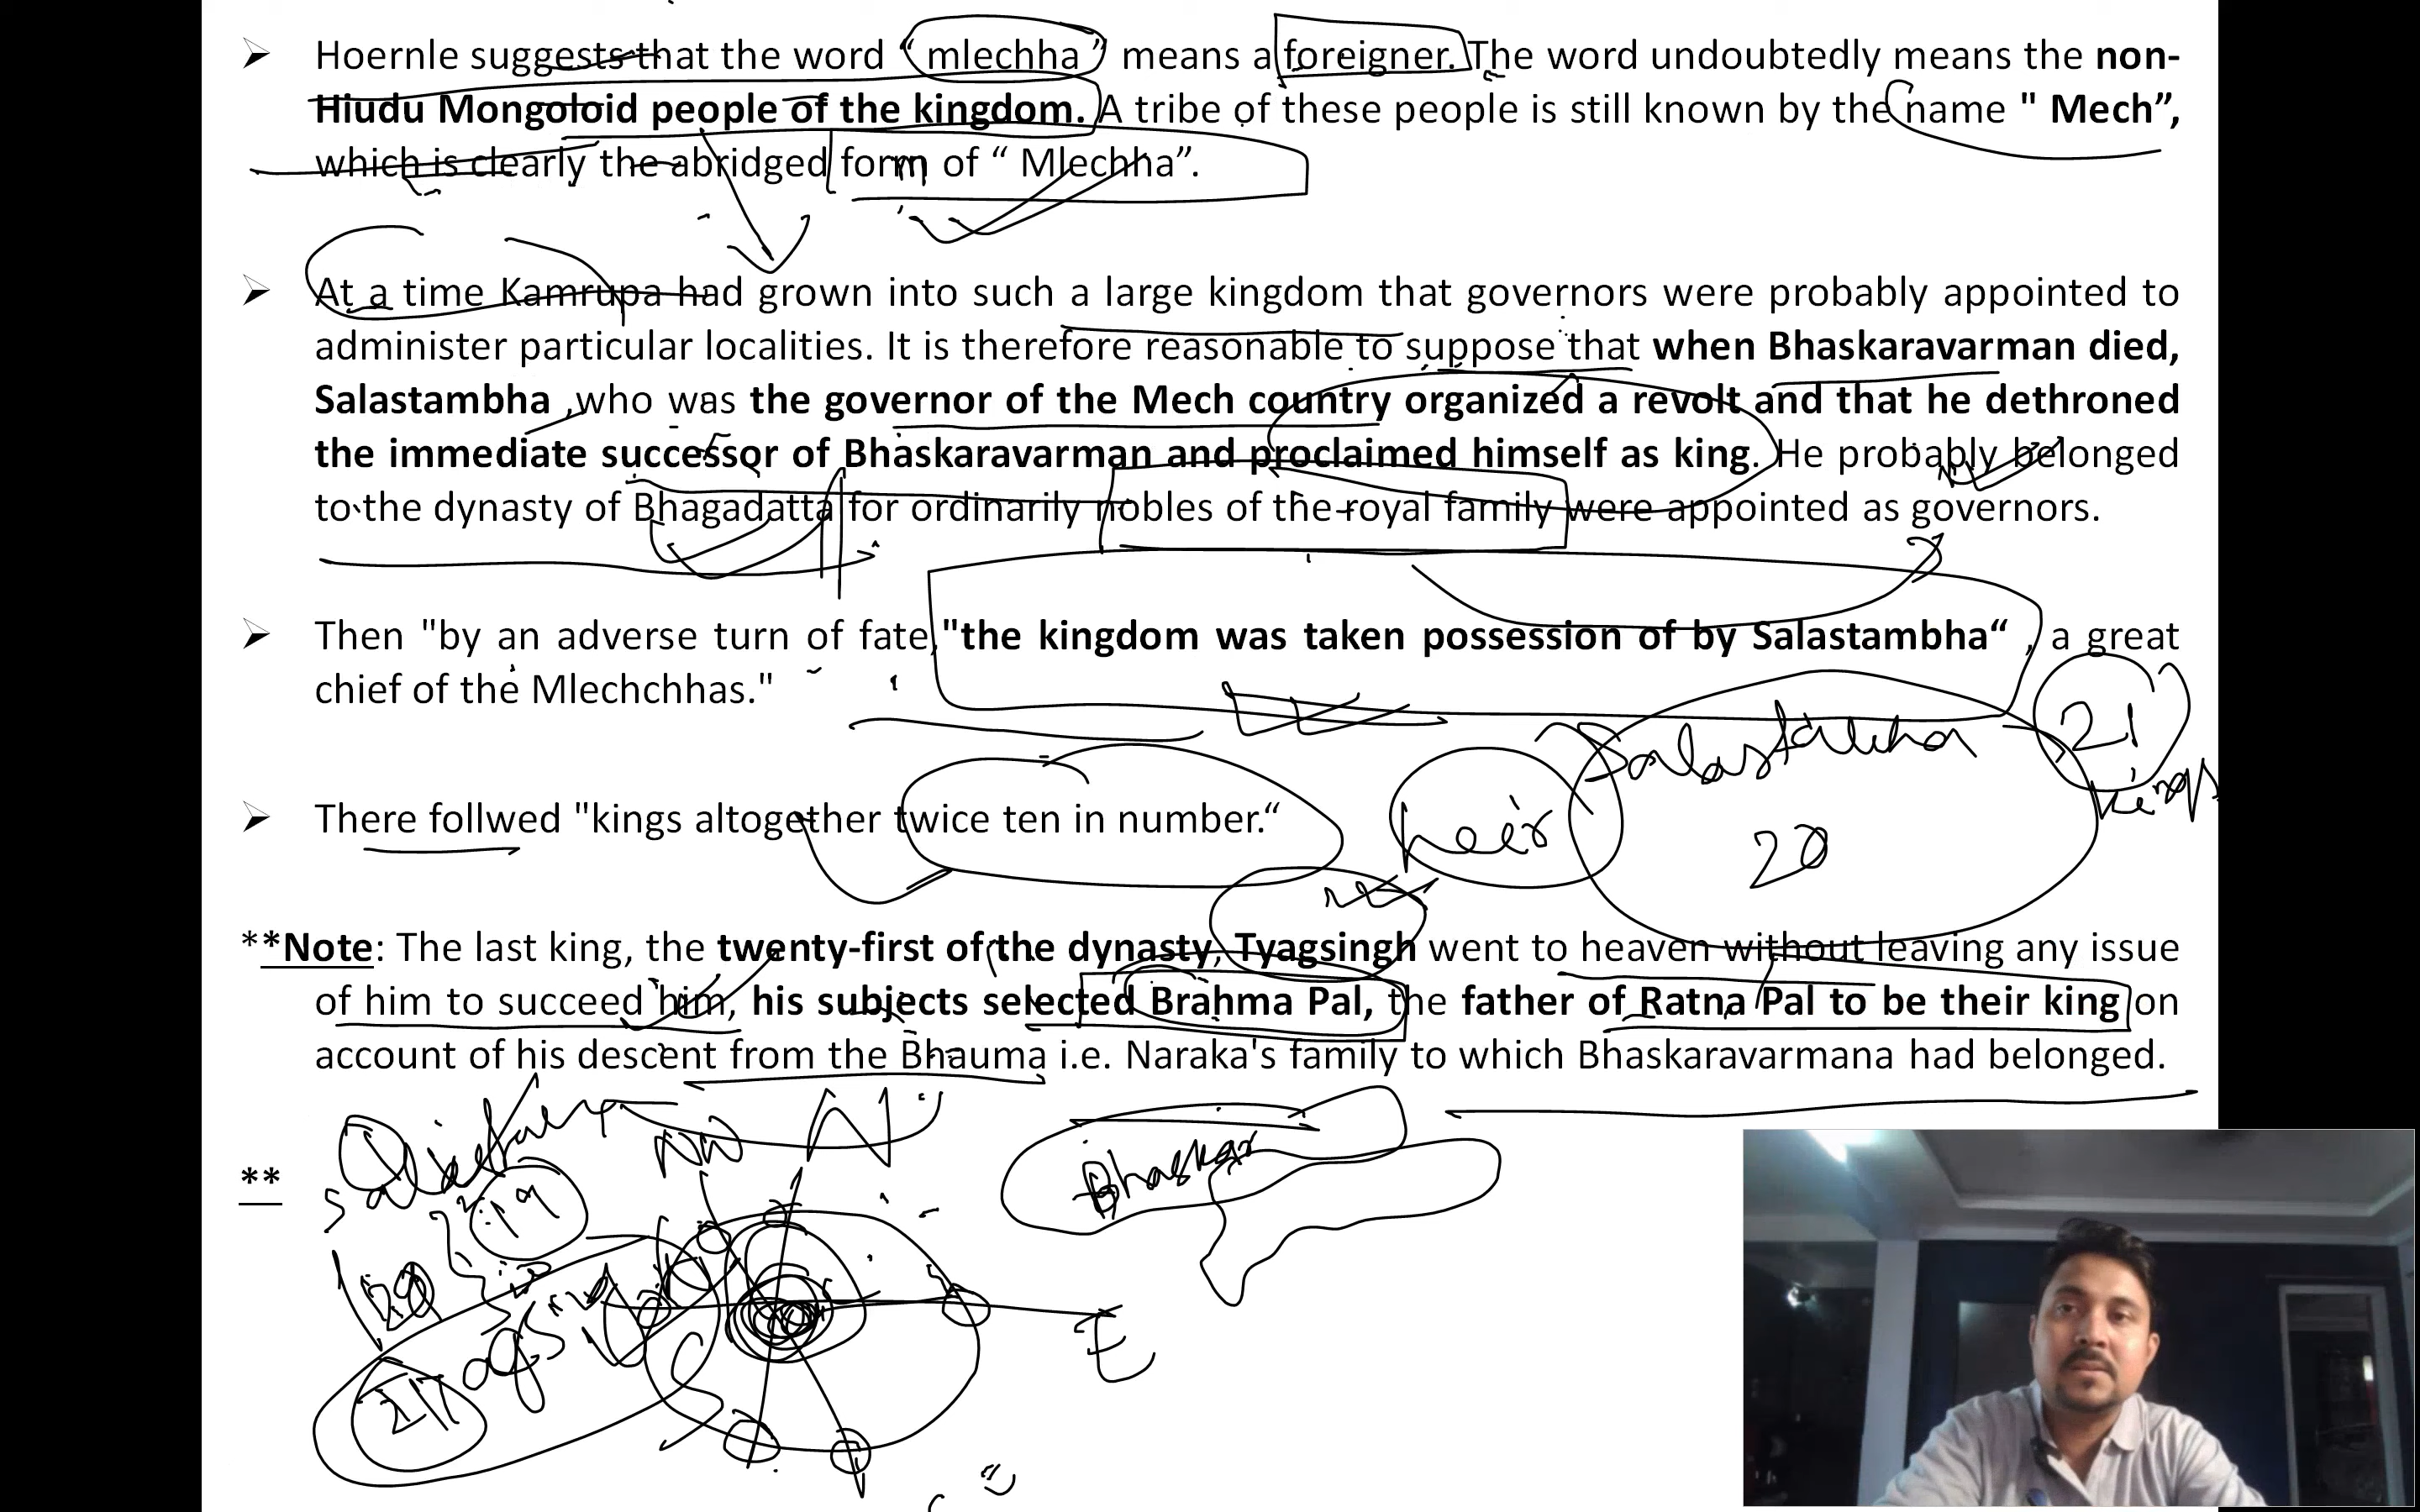 ➢ Hoernle suggests that the word “ mlechha ” means a foreigner. The word undoubtedly means the non-
Hiudu Mongoloid people of the kingdom. A tribe of these people is still known by the name " Mech”,
which is clearly the abridged form of “ Mlechha”.
➢ At a time Kamrupa had grown into such a large kingdom that governors were probably appointed to
administer particular localities. It is therefore reasonable to suppose that when Bhaskaravarman died,
Salastambha ,who was the governor of the Mech country organized a revolt and that he dethroned
the immediate successor of Bhaskaravarman and proclaimed himself as king. He probably belonged
to the dynasty of Bhagadatta for ordinarily nobles of the royal family were appointed as governors.
➢ Then "by an adverse turn of fate,"the kingdom was taken possession of by Salastambha“ , a great
chief of the Mlechchhas."
Salastambha
21
kings
➢ There follwed "kings altogether twice ten in number.“
heir
20
**Note: The last king, the twenty-first of the dynasty, Tyagsingh went to heaven without leaving any issue
of him to succeed him, his subjects selected Brahma Pal, the father of Ratna Pal to be their king on
account of his descent from the Bhauma i.e. Naraka's family to which Bhaskaravarmana had belonged.
NW N
**
Bhaskar
19
E
21